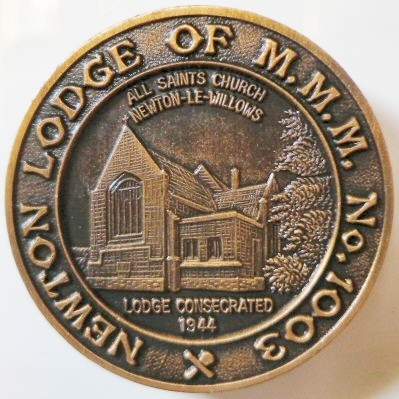 NEWTON LODGE OF M.M.M. No. 1003
ALL SAINTS CHURCH
NEWTON-LE-WILLOWS
LODGE CONSECRATED
1944